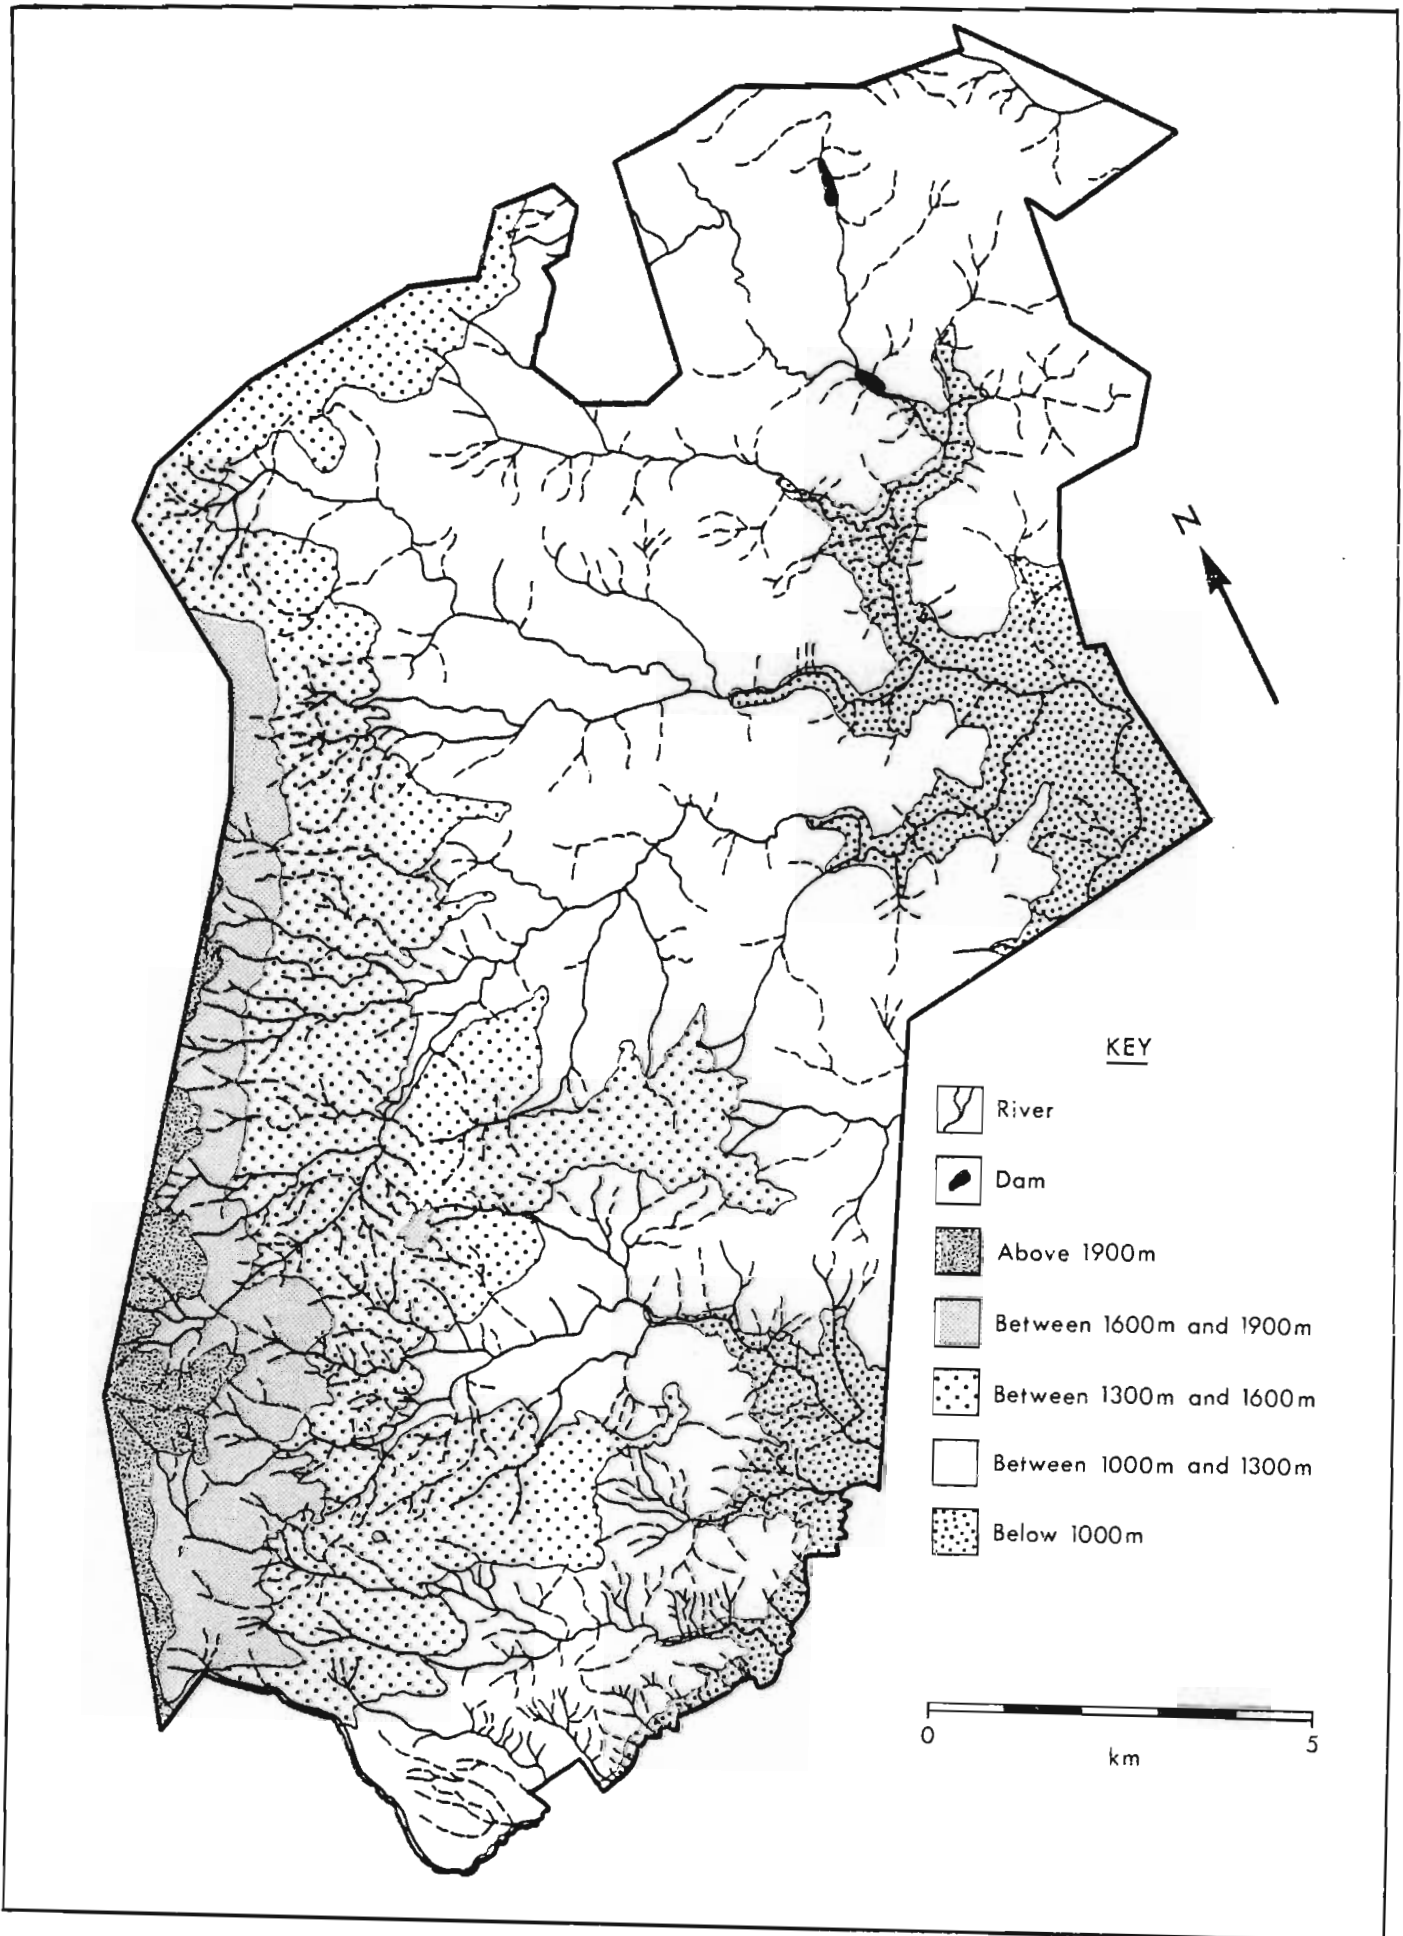 N
KEY
River
Dam
Above 1900m
Between 1600m and 1900m
Between 1300m and 1600m
Between 1000m and 1300m
Below 1000m
0 5
km